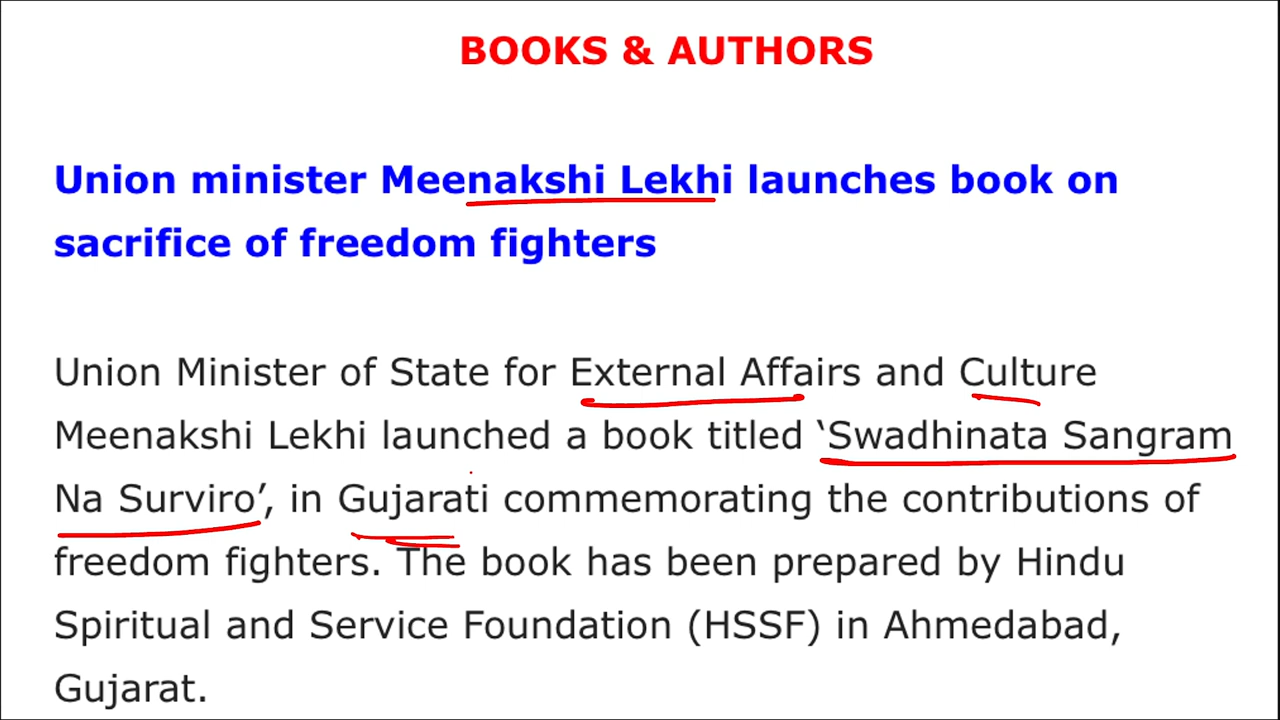 BOOKS & AUTHORS
Union minister Meenakshi Lekhi launches book on
sacrifice of freedom fighters
Union Minister of State for External Affairs and Culture
Meenakshi Lekhi launched a book titled ‘Swadhinata Sangram
Na Surviro’, in Gujarati commemorating the contributions of
freedom fighters. The book has been prepared by Hindu
Spiritual and Service Foundation (HSSF) in Ahmedabad,
Gujarat.